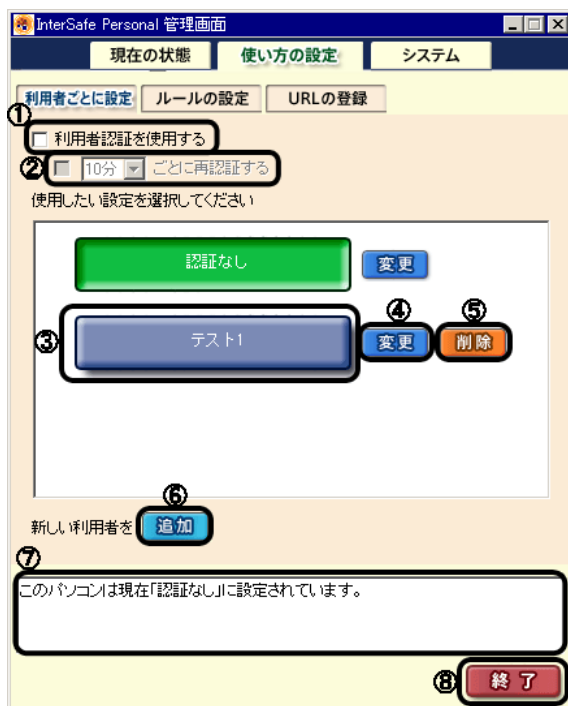 InterSafe Personal 管理画面
現在の状態 使い方の設定 システム
利用者ごとに設定 ルールの設定 URLの登録
①
利用者認証を使用する
② 10分 ごとに再認証する
使用したい設定を選択してください
認証なし 変更
④ ⑤
③ テスト1 変更 削除
⑥
新しい利用者を 追加
⑦
このパソコンは現在「認証なし」に設定されています。
⑧ 終了